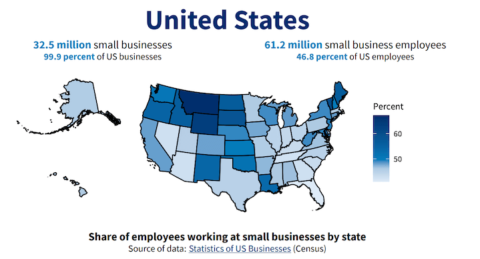 United States
32.5 million small businesses
99.9 percent of US businesses
61.2 million small business employees
46.8 percent of US employees
Percent
60
50
Share of employees working at small businesses by state
Source of data: Statistics of US Businesses (Census)